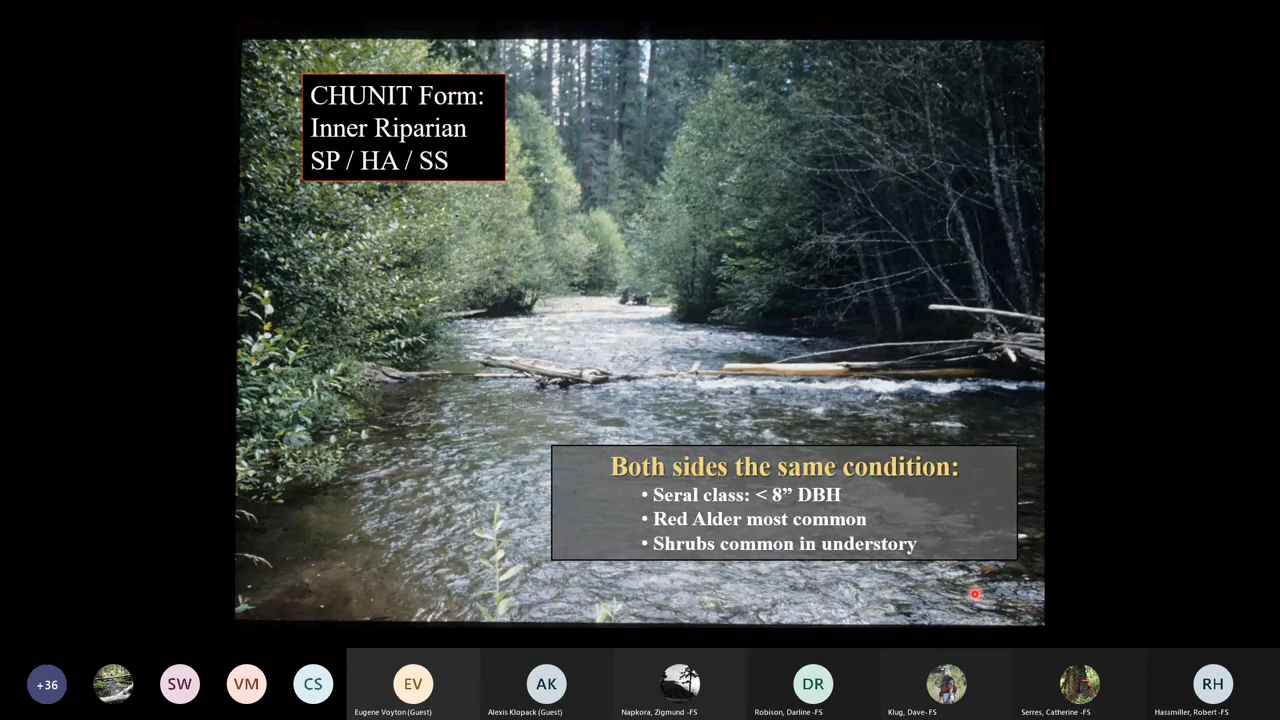 CHUNIT Form:
Inner Riparian
SP / HA / SS
Both sides the same condition:
• Seral class: < 8” DBH
• Red Alder most common
• Shrubs common in understory
+36
SW
VM
CS
EV
AK
DR
RH
Eugene Voyton (Guest)
Alexis Klopack (Guest)
Napkora, Zigmund -FS
Robison, Darline -FS
Klug, Dave- FS
Serres, Catherine -FS
Hassmiller, Robert -FS